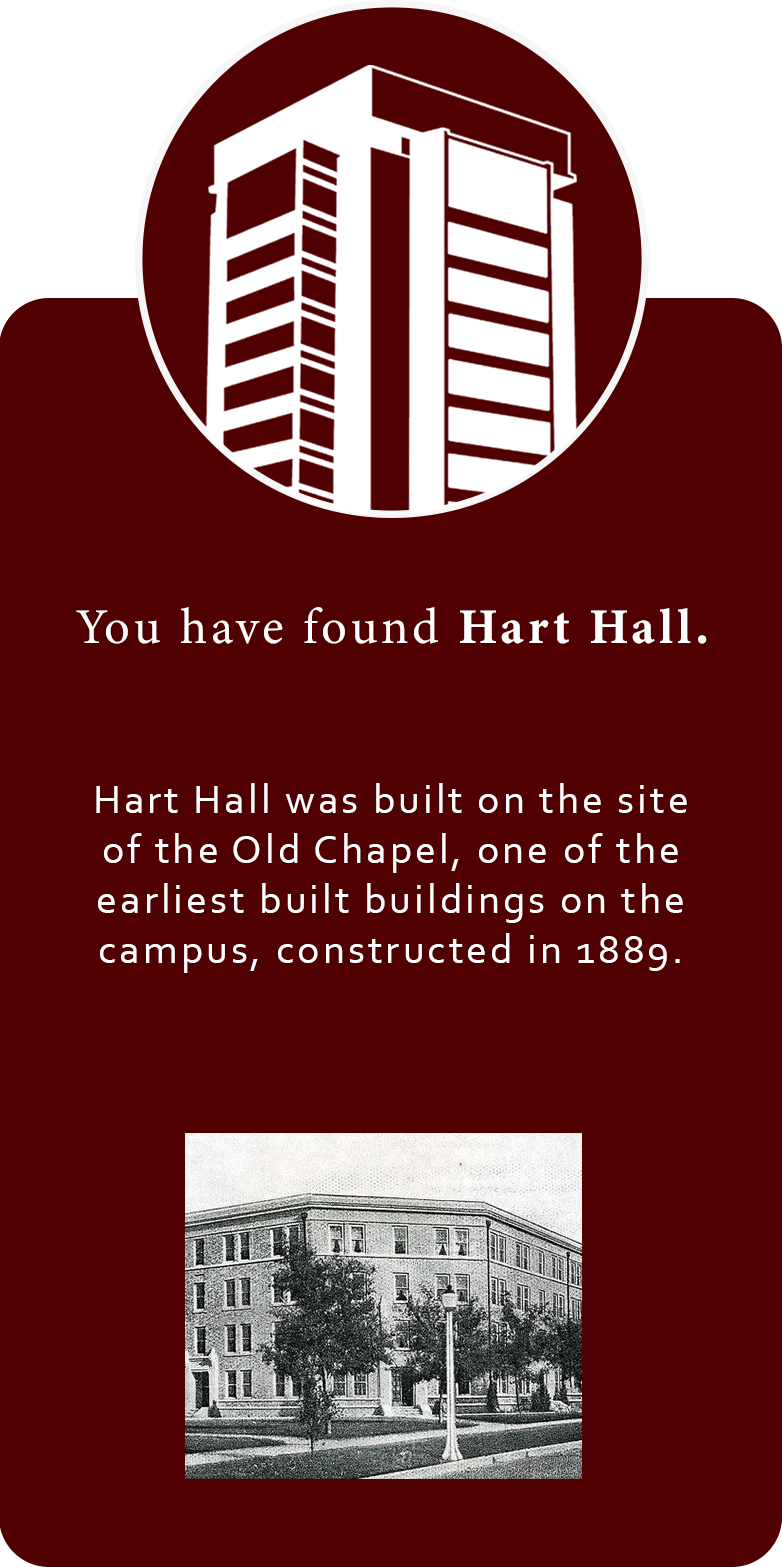 You have found Hart Hall.
Hart Hall was built on the site
of the Old Chapel, one of the
earliest built buildings on the
campus, constructed in 1889.